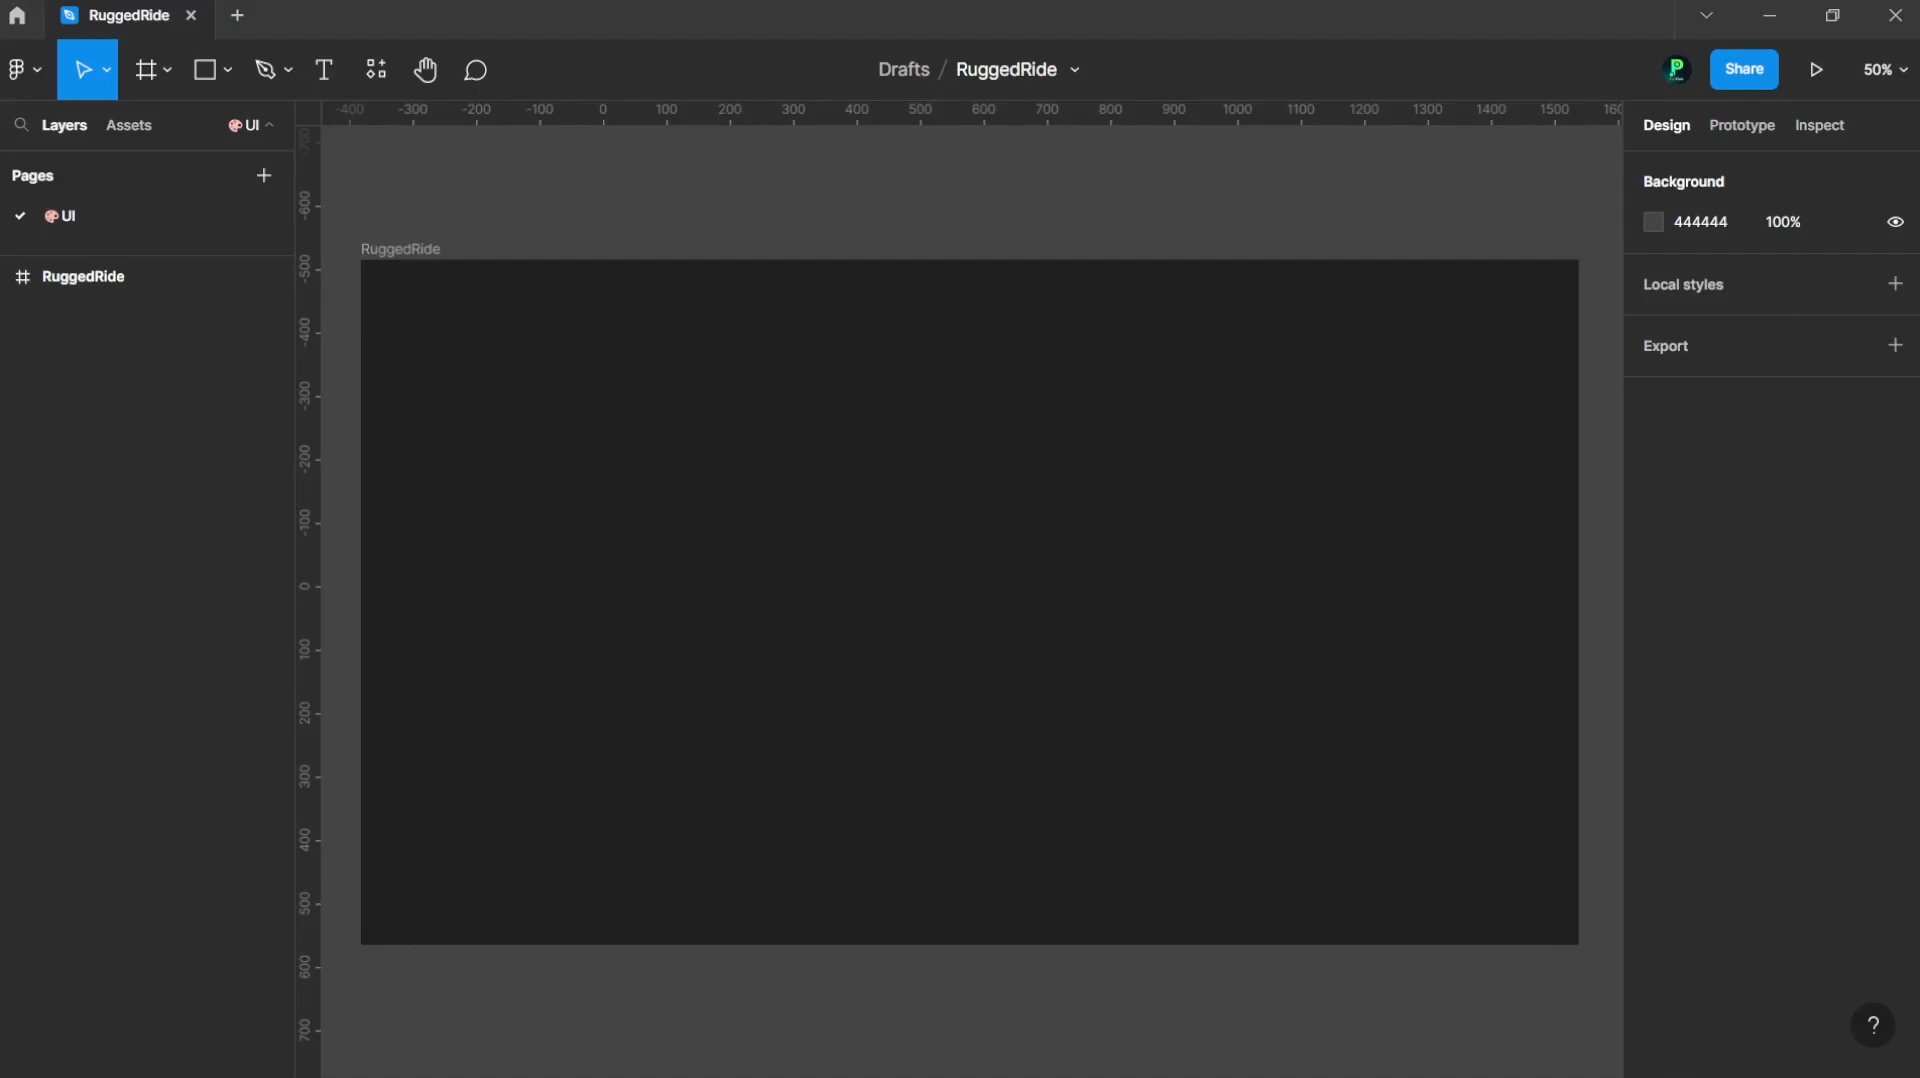 RuggedRide
Drafts / RuggedRide
Share
50%
Layers Assets UI
Pages
UI
RuggedRide
-400 -300 -200 -100 0 100 200 300 400 500 600 700 800 900 1000 1100 1200 1300 1400 1500
-700
-600
-500
-400
-300
-200
-100
0
100
200
300
400
500
600
700
RuggedRide
Design Prototype Inspect
Background
444444 100%
Local styles
Export
?